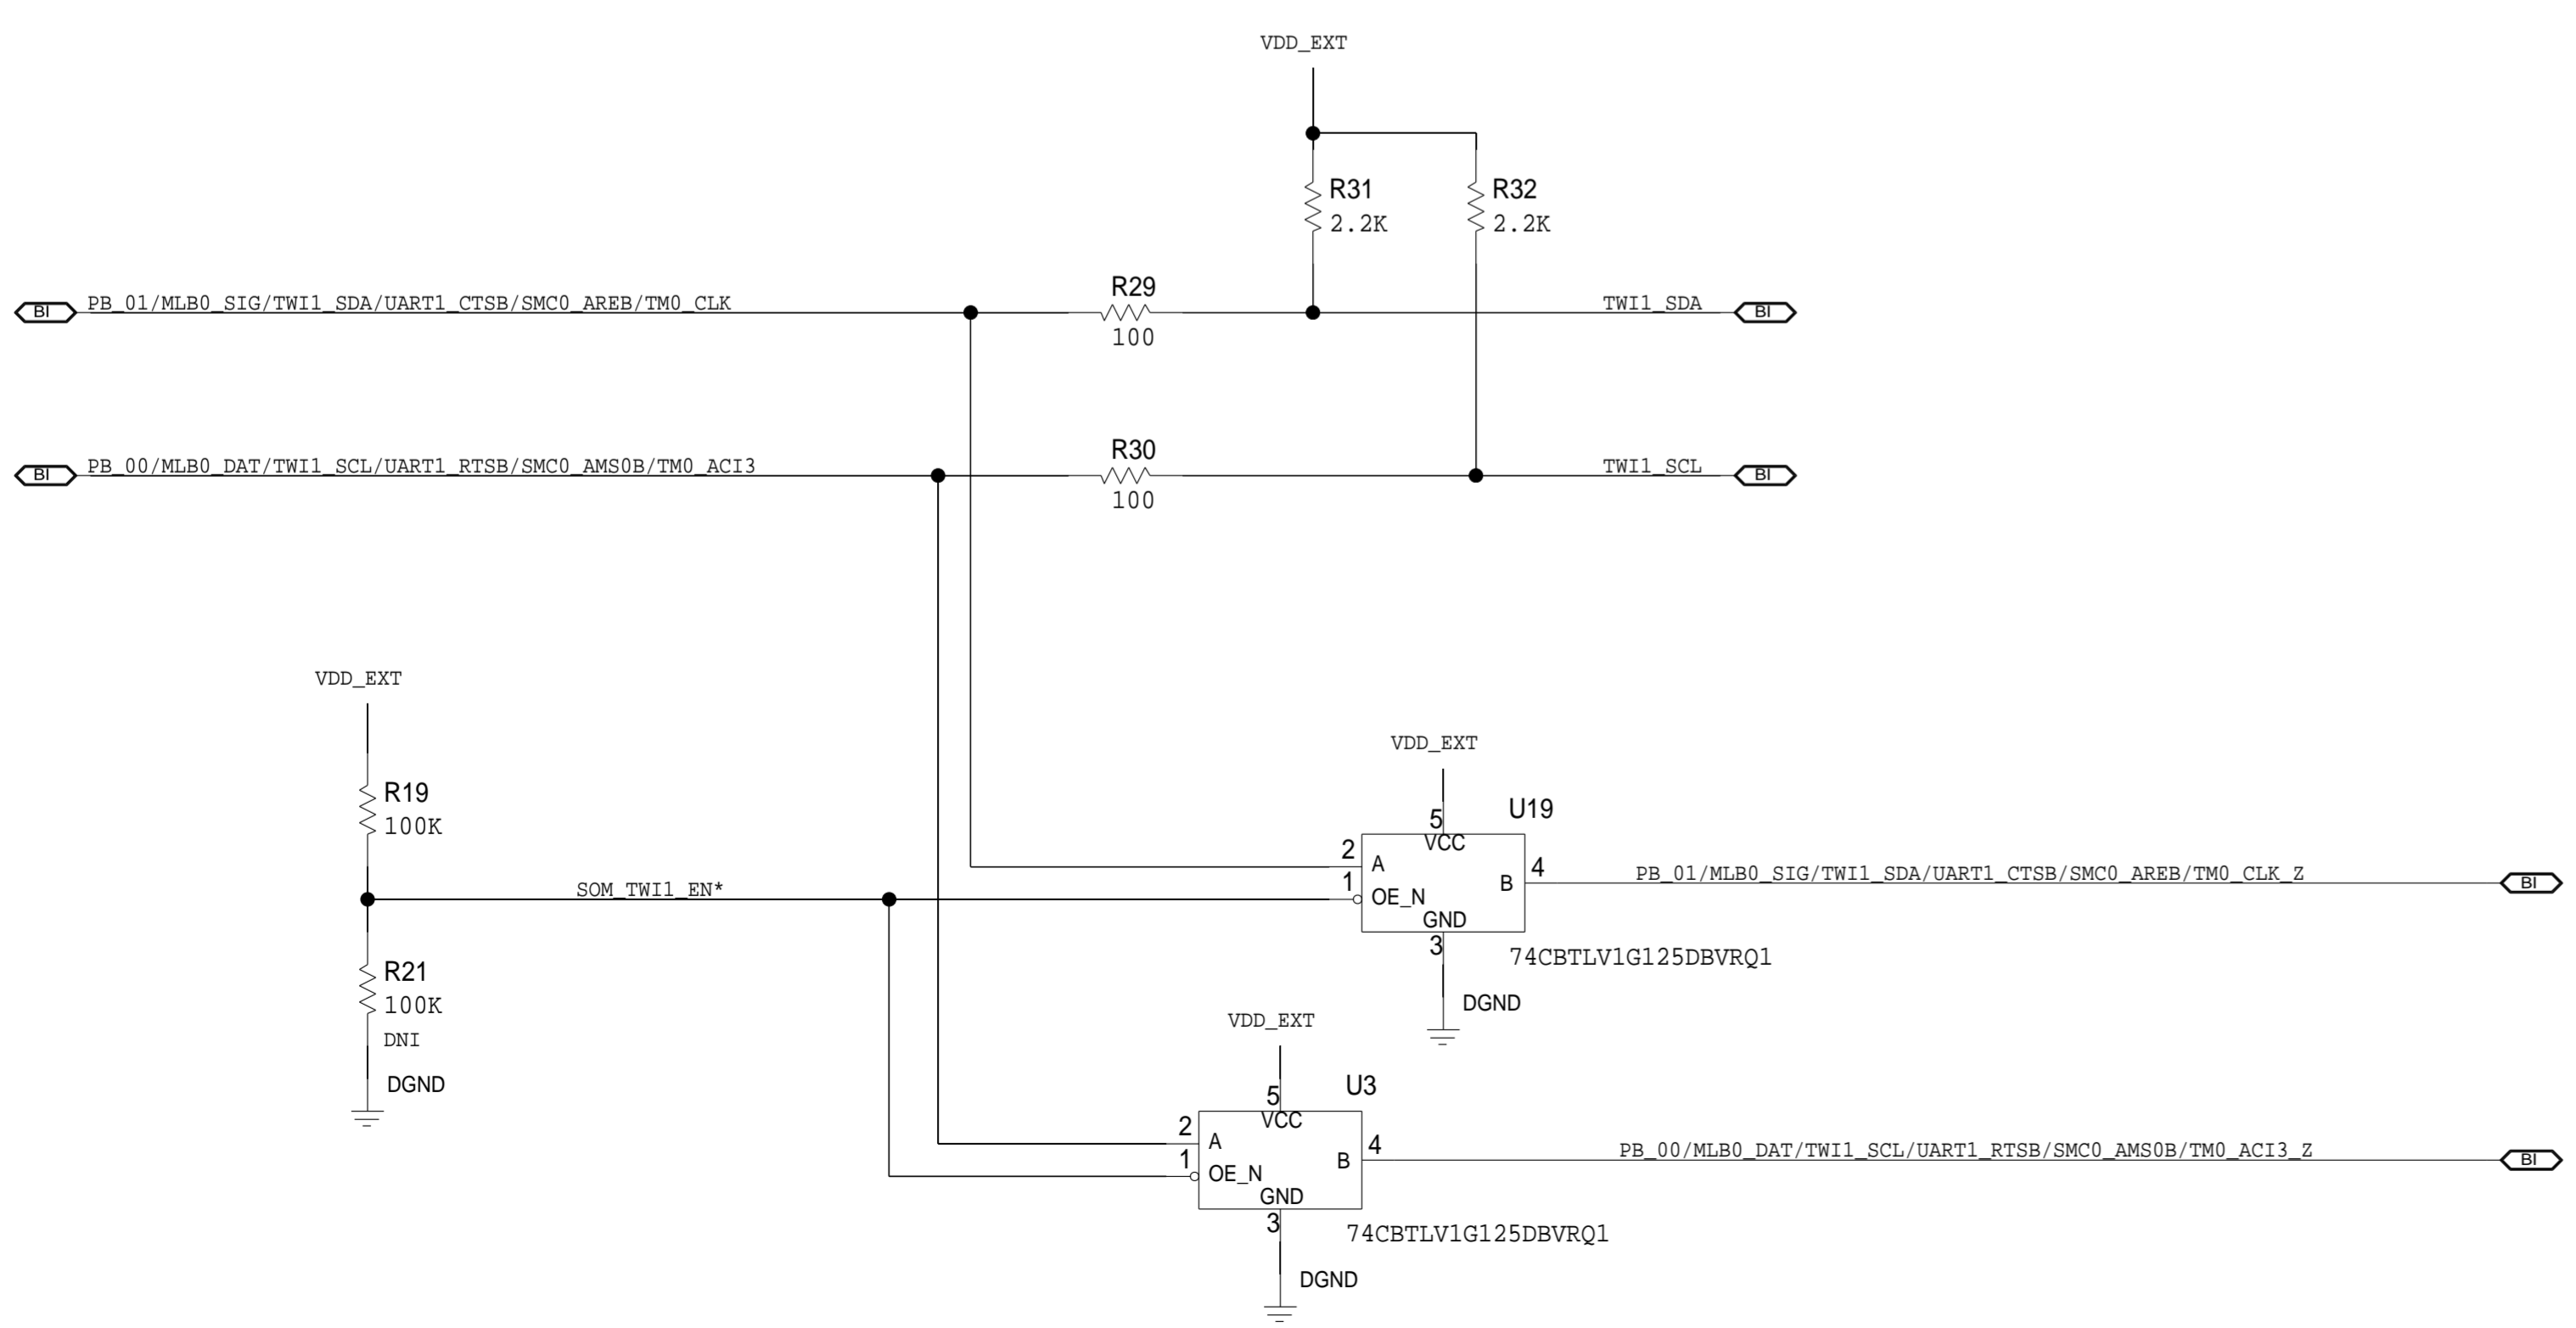 VDD_EXT
R31
2.2K
R32
2.2K
BI
PB_01/MLB0_SIG/TWI1_SDA/UART1_CTSB/SMC0_AREB/TM0_CLK
R29
100
TWI1_SDA
BI
BI
PB_00/MLB0_DAT/TWI1_SCL/UART1_RTSB/SMC0_AMS0B/TM0_ACI3
R30
100
TWI1_SCL
BI
VDD_EXT
R19
100K
SOM_TWI1_EN*
R21
100K
DNI
DGND
VDD_EXT
U19
5
VCC
2
A
1
OE_N
B
4
GND
3
74CBTLV1G125DBVRQ1
DGND
PB_01/MLB0_SIG/TWI1_SDA/UART1_CTSB/SMC0_AREB/TM0_CLK_Z
BI
VDD_EXT
U3
5
VCC
2
A
1
OE_N
B
4
GND
3
74CBTLV1G125DBVRQ1
DGND
PB_00/MLB0_DAT/TWI1_SCL/UART1_RTSB/SMC0_AMS0B/TM0_ACI3_Z
BI